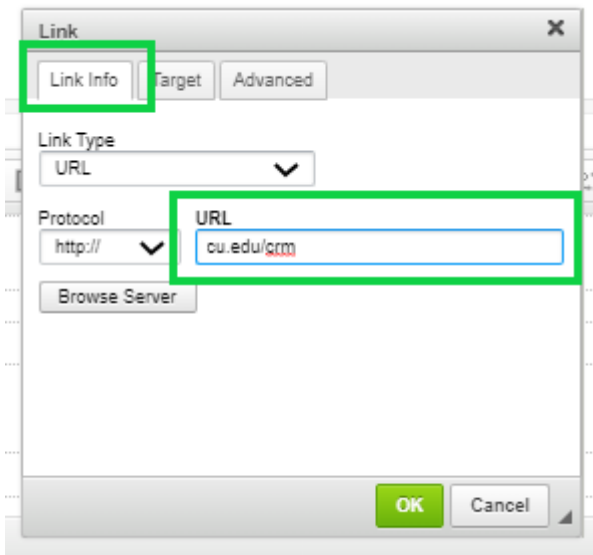 Link
Link Info Target Advanced
Link Type
URL
Protocol URL
http:// cu.edu/crm
Browse Server
OK Cancel